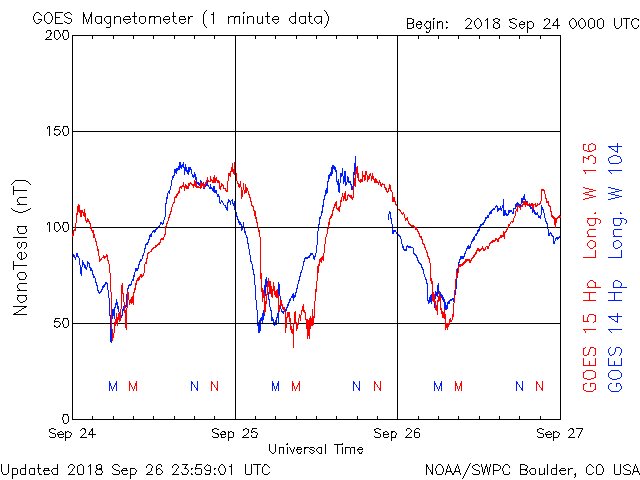 GOES Magnetometer (1 minute data)
Begin: 2018 Sep 24 0000 UTC
200
150
100
50
0
NanoTesla (nT)
M M N N M M N N M M N N
Sep 24 Sep 25 Sep 26 Sep 27
Universal Time
GOES 15 Hp Long. W 136
GOES 14 Hp Long. W 104
Updated 2018 Sep 26 23:59:01 UTC
NOAA/SWPC Boulder, CO USA